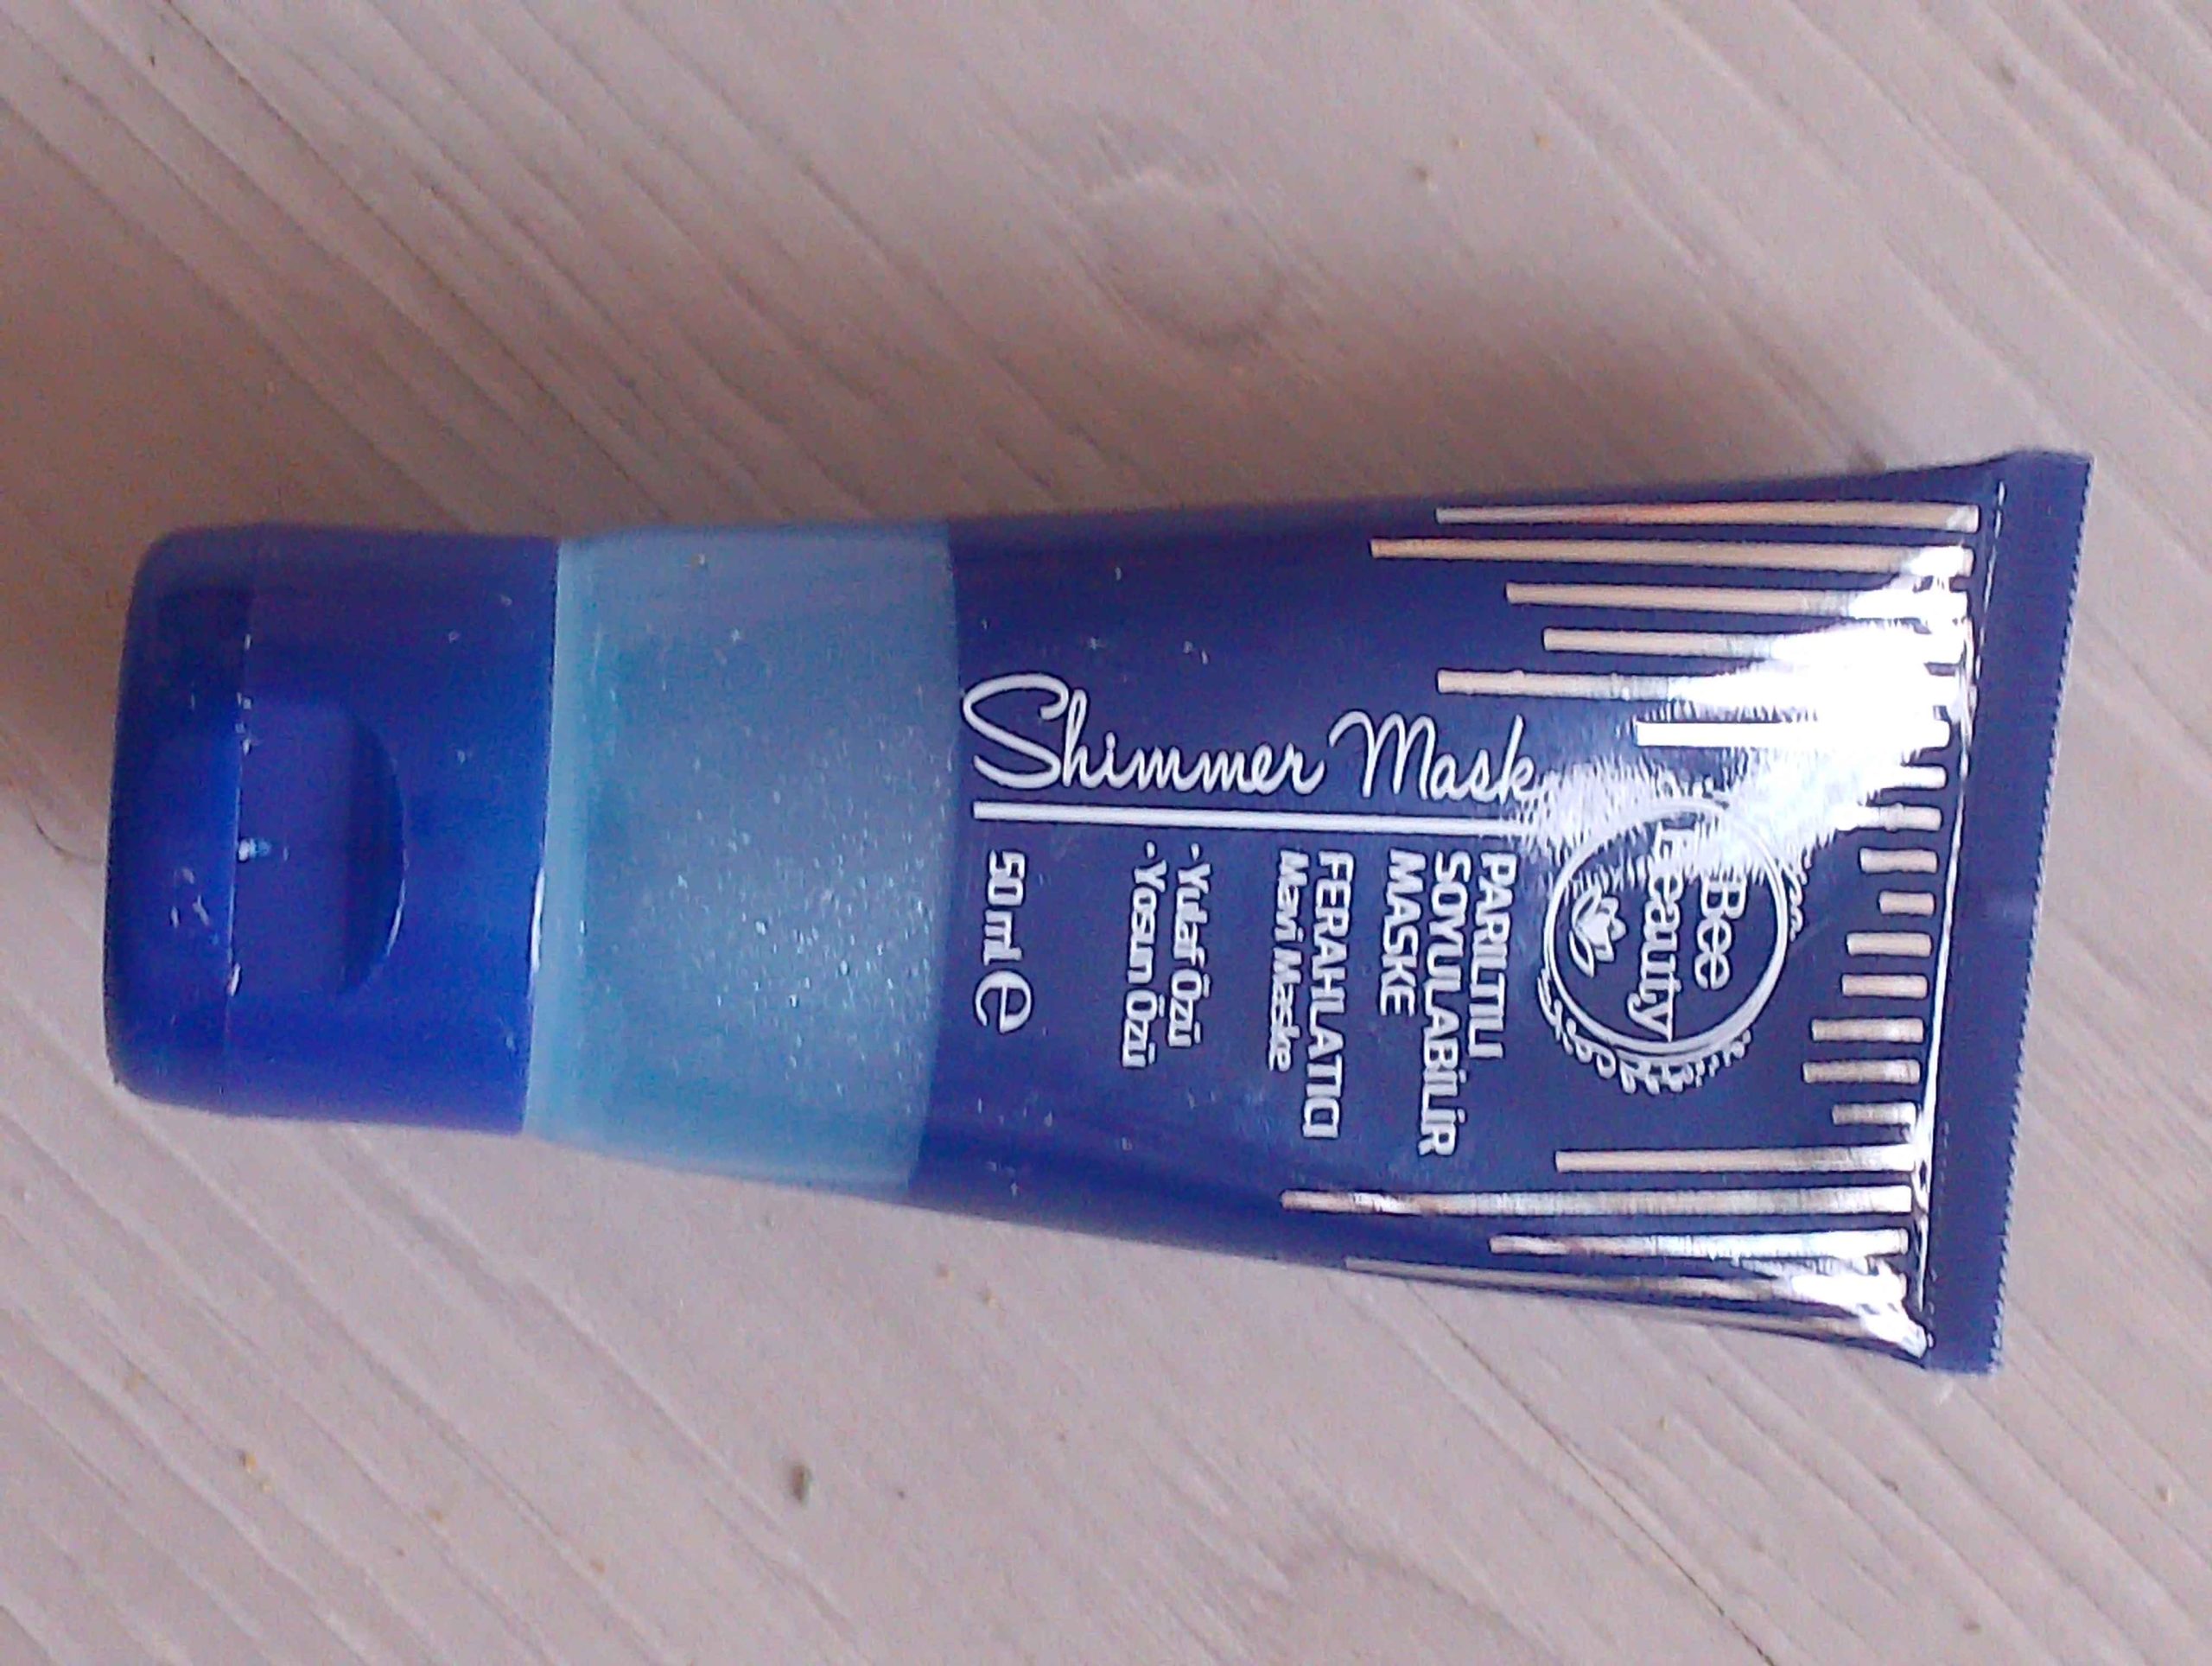 Bee
Beauty
PARILTILI
SOYULABİLİR
MASKE
FERAHLATICI
Mavi Maske
-Yulaf Özü
-Yosun Özü
50 ml e
Shimmer Mask